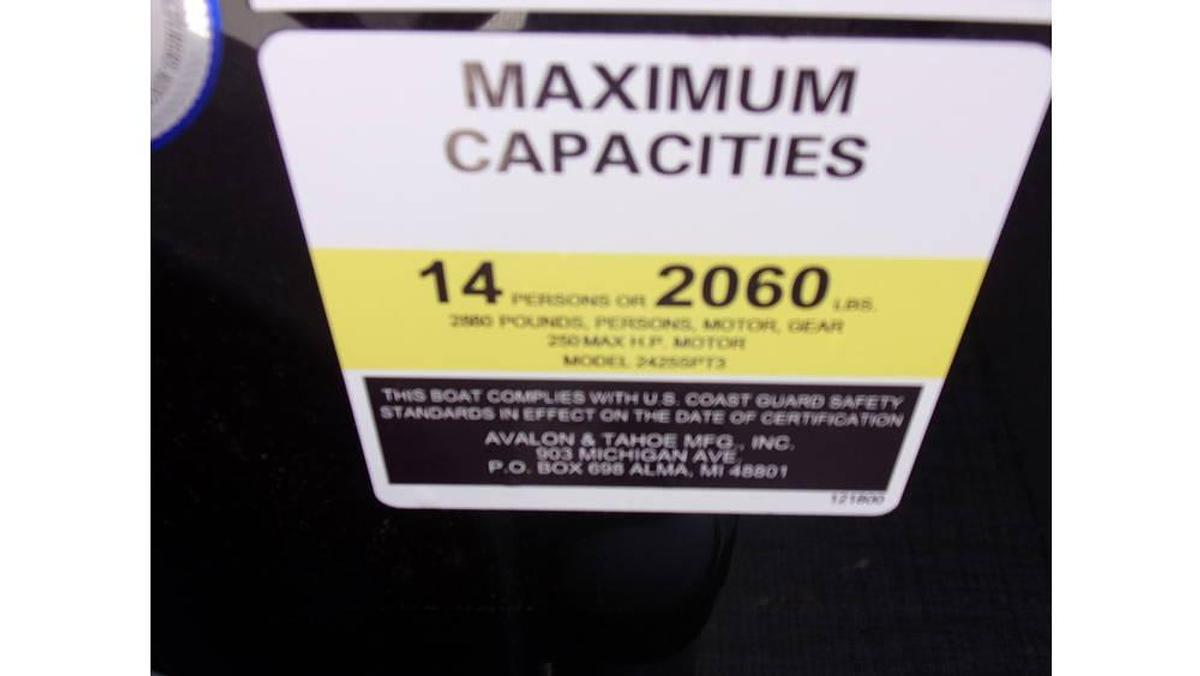 MAXIMUM
CAPACITIES
14 PERSONS OR 2060 LBS.
POUNDS, PERSONS, MOTOR, GEAR
250 MAX H.P. MOTOR
MODEL
THIS BOAT COMPLIES WITH U.S. COAST GUARD SAFETY
STANDARDS IN EFFECT ON THE DATE OF CERTIFICATION
AVALON & TAHOE MFG., INC.
903 MICHIGAN AVE.
P.O. BOX 698 ALMA, MI 48801